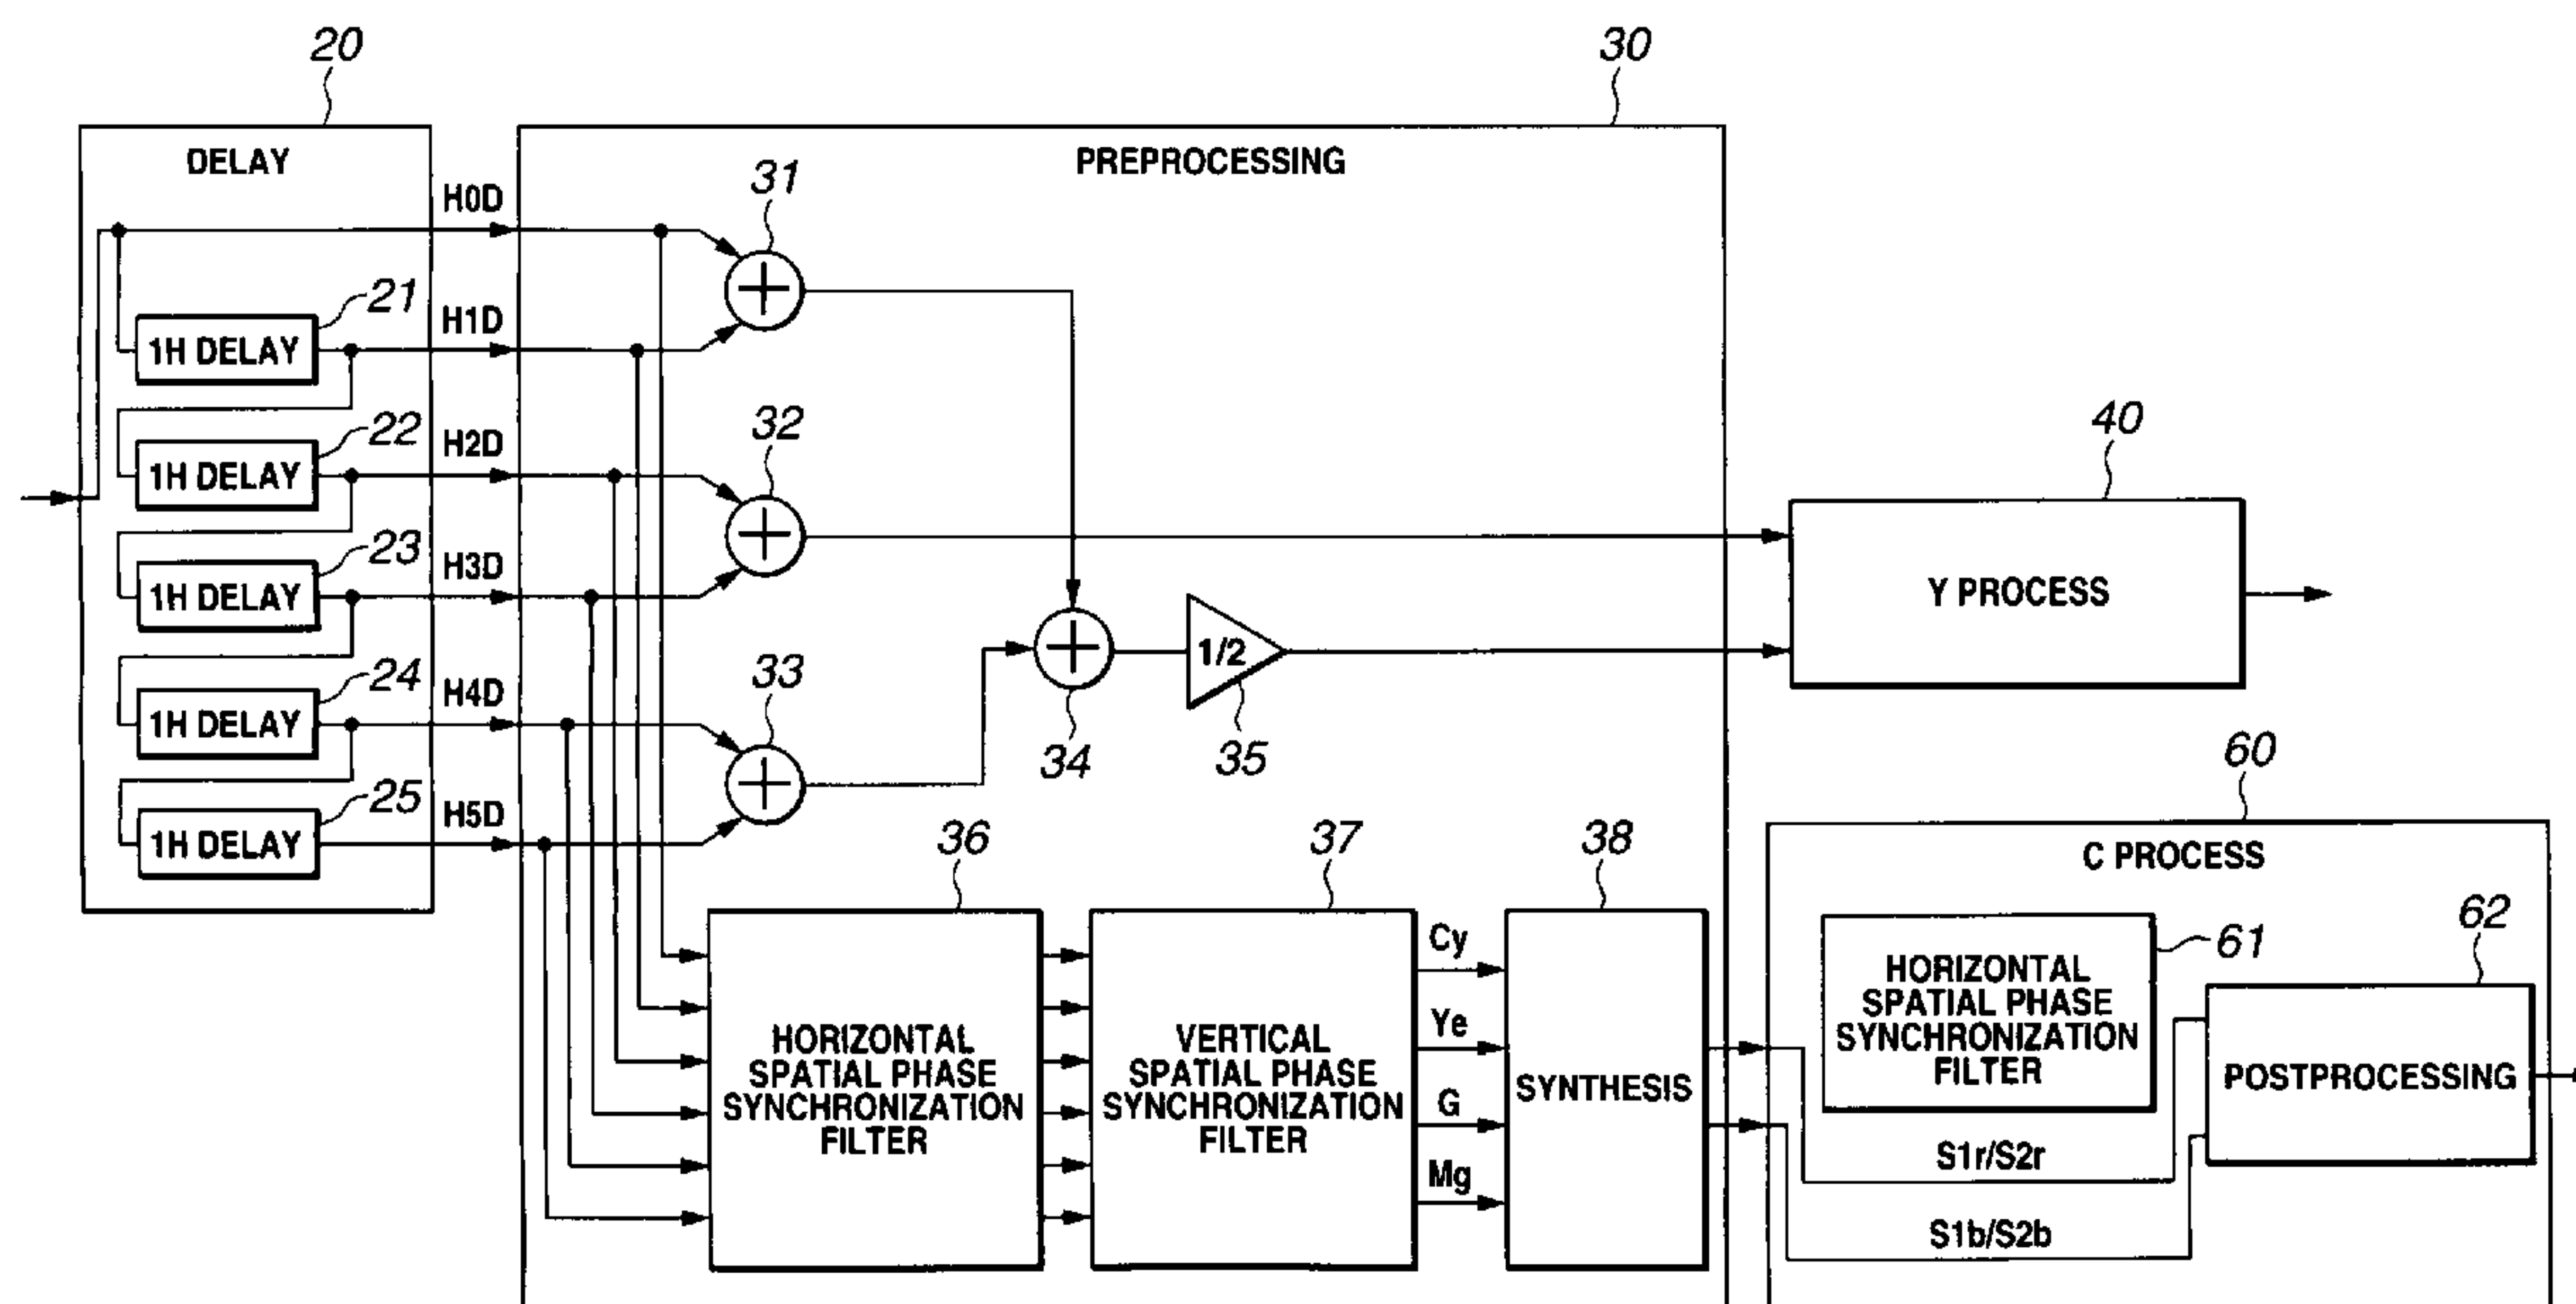 20
30
DELAY
PREPROCESSING
H0D
31
21
1H DELAY
H1D
22
1H DELAY
H2D
32
40
23
1H DELAY
H3D
Y PROCESS
24
1H DELAY
H4D
33
34
1/2
35
25
1H DELAY
H5D
36
37
38
60
C PROCESS
HORIZONTAL
SPATIAL PHASE
SYNCHRONIZATION
FILTER
VERTICAL
SPATIAL PHASE
SYNCHRONIZATION
FILTER
Cy
Ye
G
Mg
SYNTHESIS
HORIZONTAL
SPATIAL PHASE
SYNCHRONIZATION
FILTER
61
62
POSTPROCESSING
S1r/S2r
S1b/S2b